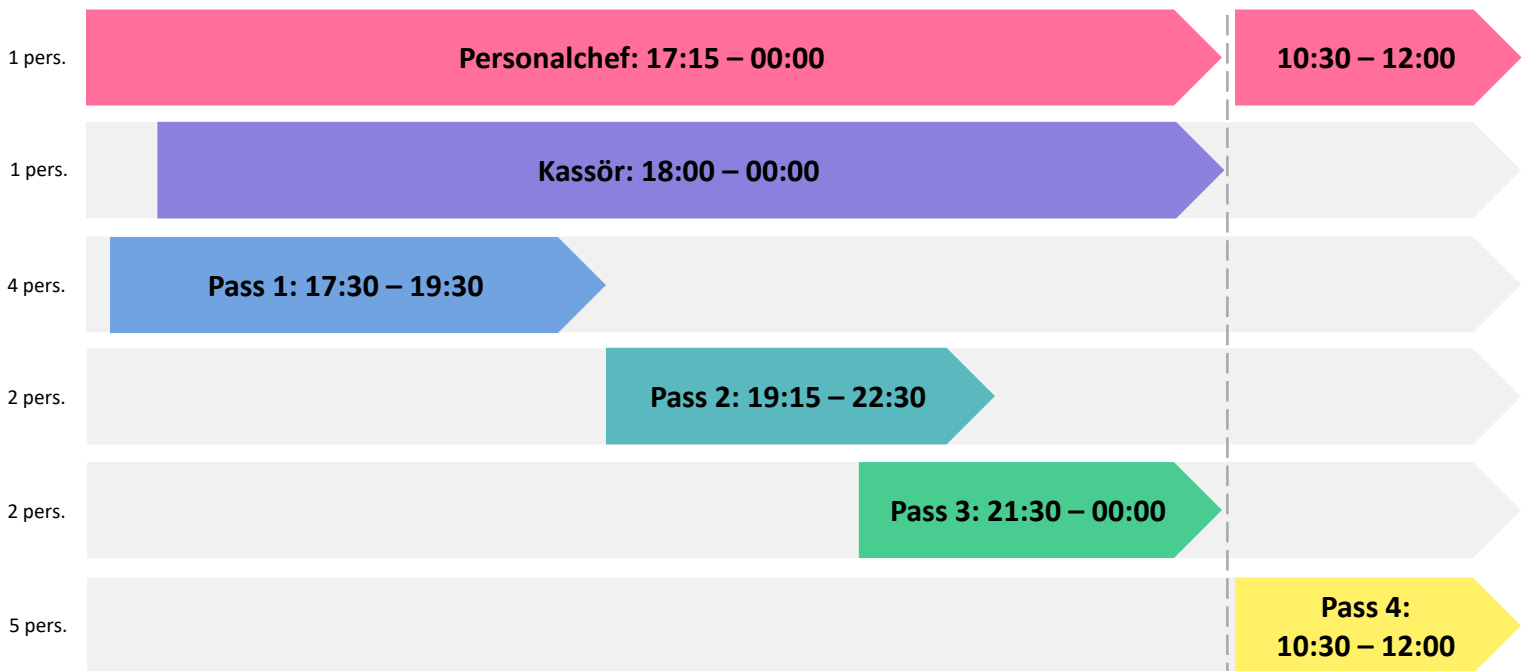 1 pers.
Personalchef: 17:15 – 00:00
10:30 – 12:00
1 pers.
Kassör: 18:00 – 00:00
4 pers.
Pass 1: 17:30 – 19:30
2 pers.
Pass 2: 19:15 – 22:30
2 pers.
Pass 3: 21:30 – 00:00
5 pers.
Pass 4:
10:30 – 12:00